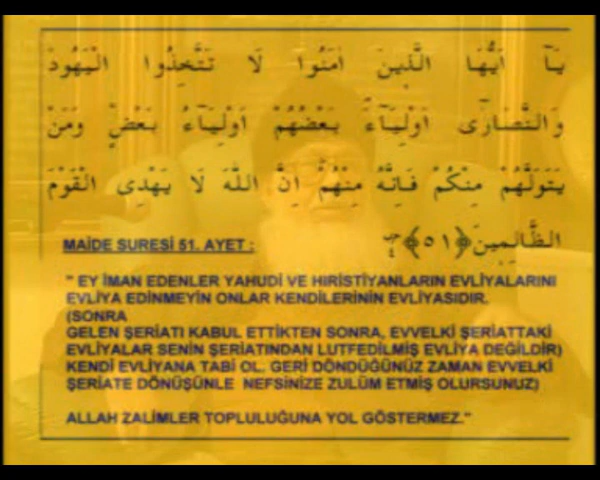 يَآ اَيُّهَا الَّذِينَ اٰمَنُوا لَا تَتَّخِذُوا الْيَهُودَ
وَالنَّصَارٰٓى اَوْلِيَآءَ بَعْضُهُمْ اَوْلِيَآءُ بَعْضٍ وَمَنْ
يَتَوَلَّهُمْ مِنْكُمْ فَاِنَّهُ مِنْهُمْ اِنَّ اللّٰهَ لَا يَهْدِى الْقَوْمَ
الظَّالِمِينَ ﴿٥١﴾
MAİDE SURESİ 51. AYET :
" EY İMAN EDENLER YAHUDİ VE HIRİSTİYANLARIN EVLİYALARINI
EVLİYA EDİNMEYİN ONLAR KENDİLERİNİN EVLİYASIDIR.
(SONRA
GELEN ŞERİATI KABUL ETTİKTEN SONRA, EVVELKİ ŞERİATTAKİ
EVLİYALAR SENİN ŞERİATINDAN LUTFEDİLMİŞ EVLİYA DEĞİLDİR)
KENDİ EVLİYANA TABİ OL. GERİ DÖNDÜĞÜNÜZ ZAMAN EVVELKİ
ŞERİATE DÖNÜŞÜNLE NEFSİNİZE ZULÜM ETMİŞ OLURSUNUZ)
ALLAH ZALİMLER TOPLULUĞUNA YOL GÖSTERMEZ."